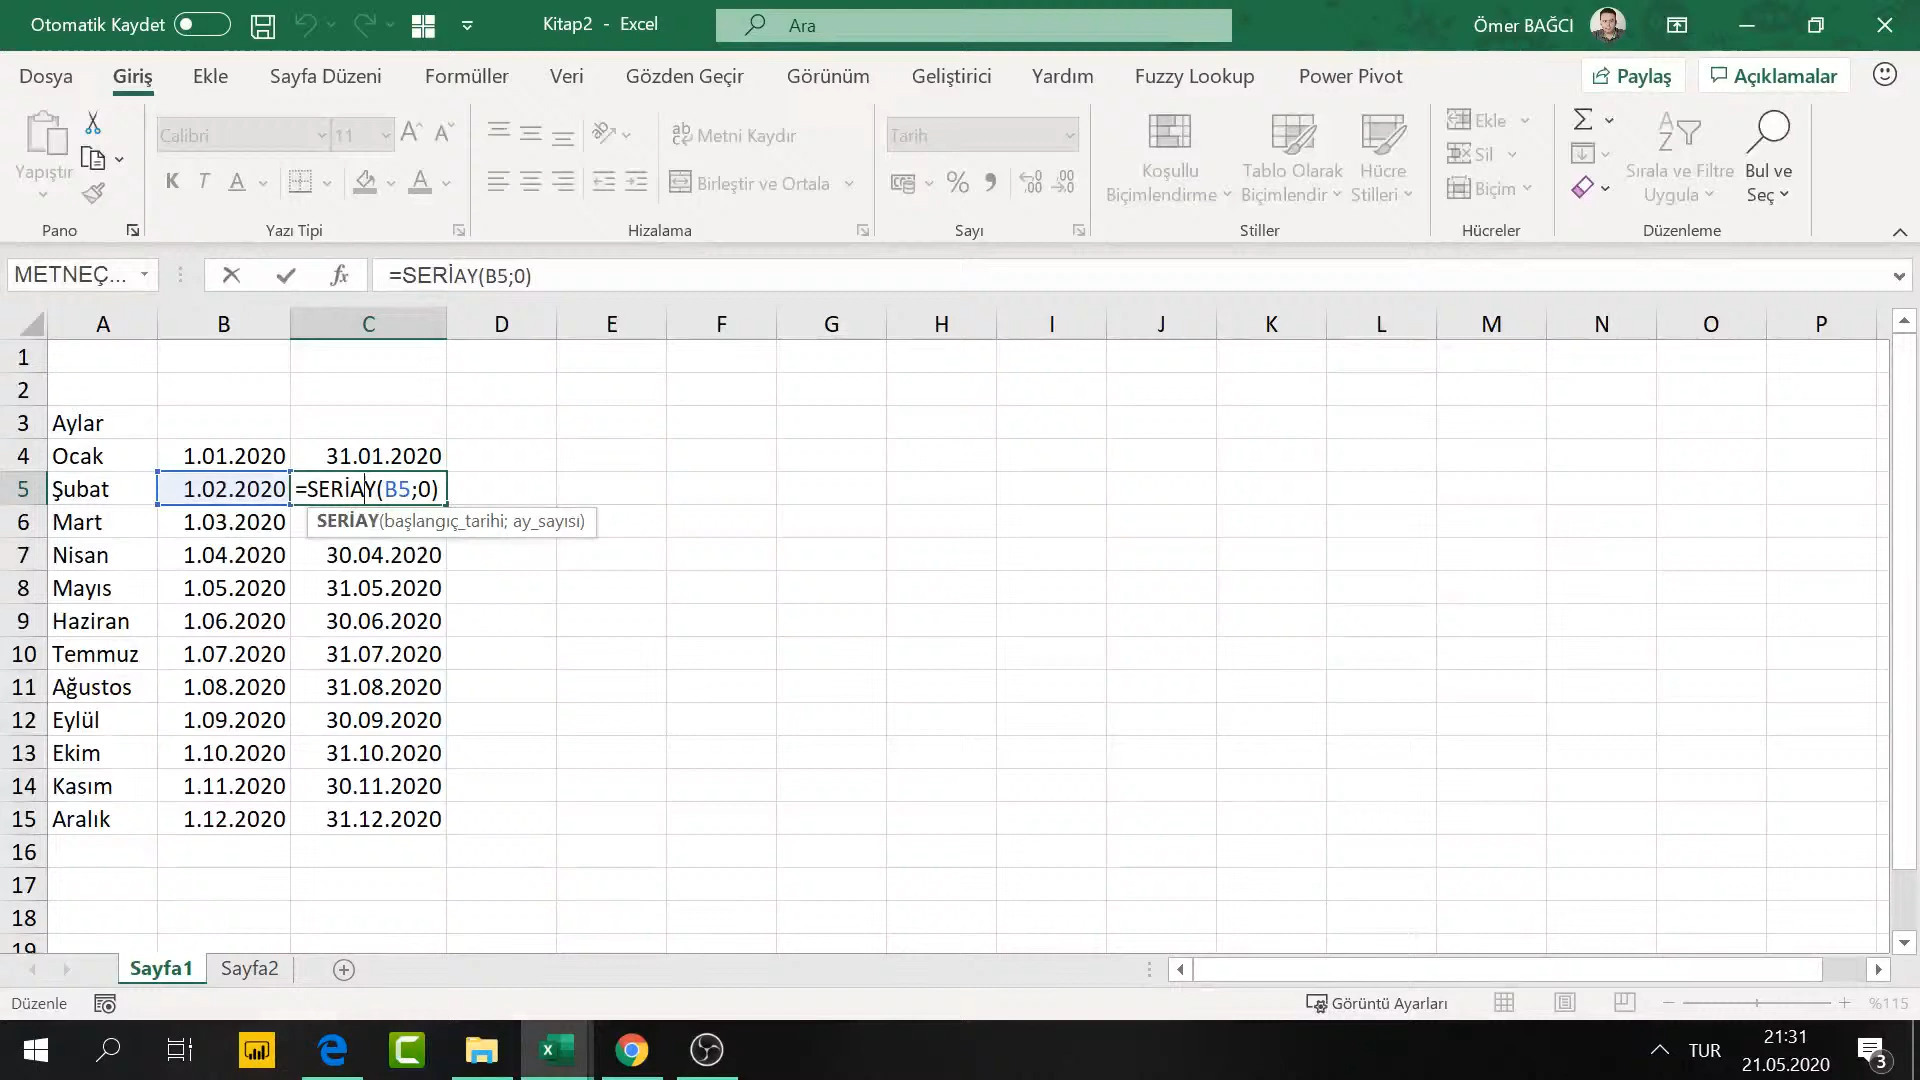 Otomatik Kaydet
Kitap2 - Excel
Ara
Ömer BAĞCI
Dosya Giriş Ekle Sayfa Düzeni Formüller Veri Gözden Geçir Görünüm Geliştirici Yardım Fuzzy Lookup Power Pivot Paylaş Açıklamalar
Yapıştır
Pano
Calibri 11
K T A
Yazı Tipi
Metni Kaydır
Birleştir ve Ortala
Hizalama
Tarih
Sayı
Koşullu
Biçimlendirme
Tablo Olarak
Biçimlendir
Hücre
Stilleri
Stiller
Ekle
Sil
Biçim
Hücreler
Sırala ve Filtre
Uygula
Bul ve
Seç
Düzenleme
METNEÇ... fx =SERİAY(B5;0)
A B C D E F G H I J K L M N O P
1
2
3 Aylar
4 Ocak 1.01.2020 31.01.2020
5 Şubat 1.02.2020 =SERİAY(B5;0)
6 Mart 1.03.2020 SERİAY(başlangıç_tarihi; ay_sayısı)
7 Nisan 1.04.2020 30.04.2020
8 Mayıs 1.05.2020 31.05.2020
9 Haziran 1.06.2020 30.06.2020
10 Temmuz 1.07.2020 31.07.2020
11 Ağustos 1.08.2020 31.08.2020
12 Eylül 1.09.2020 30.09.2020
13 Ekim 1.10.2020 31.10.2020
14 Kasım 1.11.2020 30.11.2020
15 Aralık 1.12.2020 31.12.2020
16
17
18
19
Sayfa1 Sayfa2
Düzenle
Görüntü Ayarları
%115
TUR
21:31
21.05.2020
3